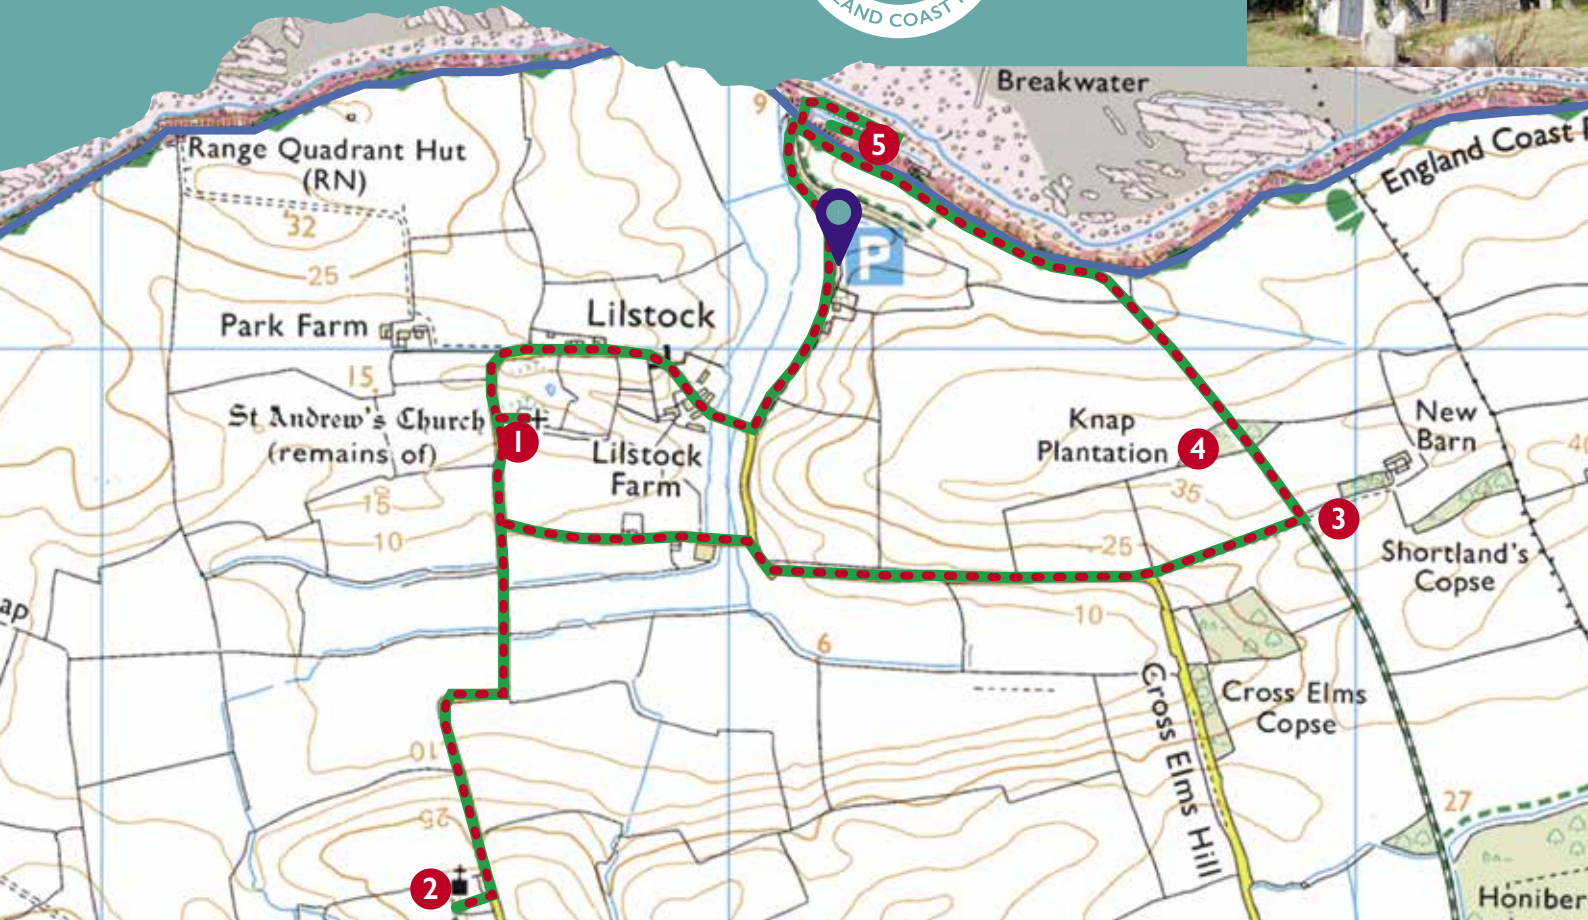 LAND COAST
Breakwater
9
5
England Coast
Range Quadrant Hut
(RN)
32
25
P
Lilstock
Park Farm
15
St Andrew's Church
(remains of)
1
Lilstock
Farm
Knap
Plantation
4
New
Barn
40
35
15
10
3
25
Shortland's
Copse
10
6
Cross Elms
Copse
Cross Elms Hill
10
25
27
2
Honiber